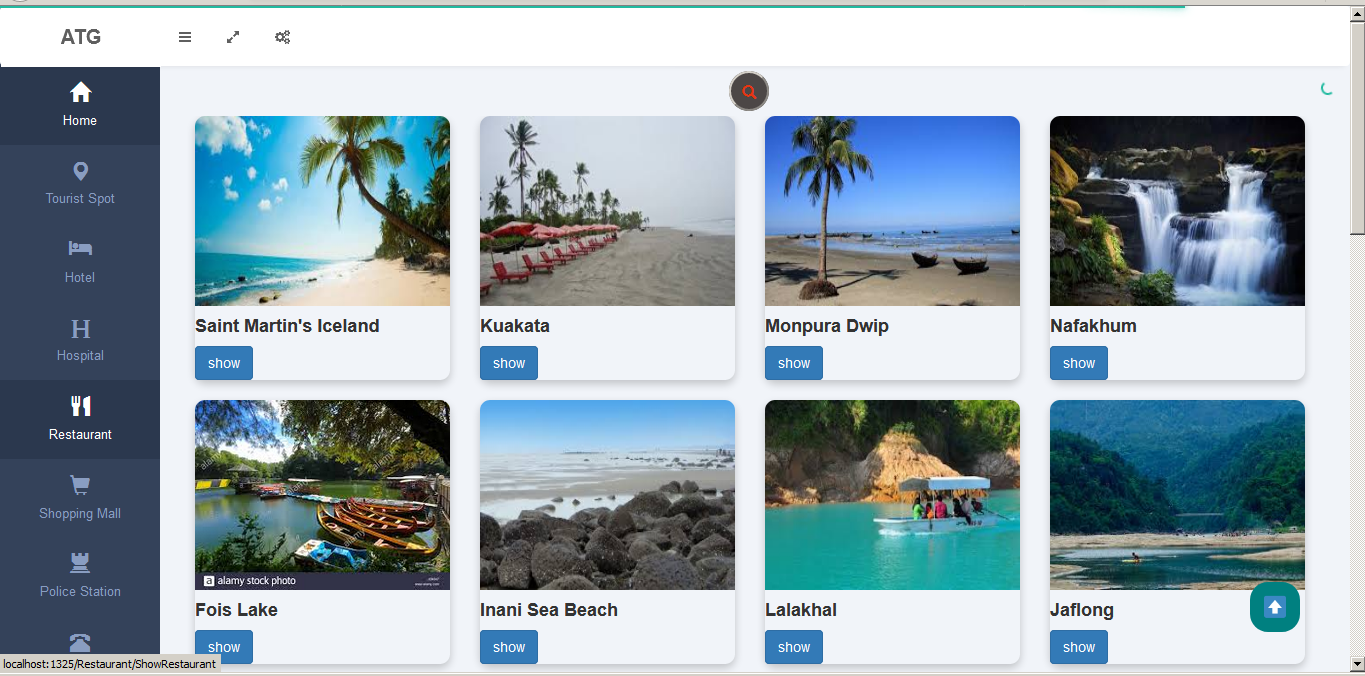 ATG
Home
Tourist Spot
Hotel
H
Hospital
Restaurant
Shopping Mall
Police Station
Saint Martin's Iceland
Kuakata
Monpura Dwip
Nafakhum
show
show
show
show
a alamy stock photo
Fois Lake
Inani Sea Beach
Lalakhal
Jaflong
show
show
show
show
localhost:1325/Restaurant/ShowRestaurant